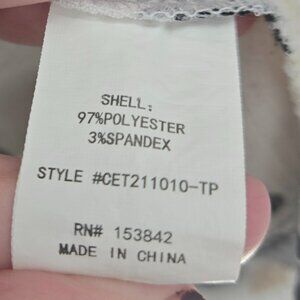 SHELL:
97%POLYESTER
3%SPANDEX
STYLE #CET211010-TP
RN# 153842
MADE IN CHINA